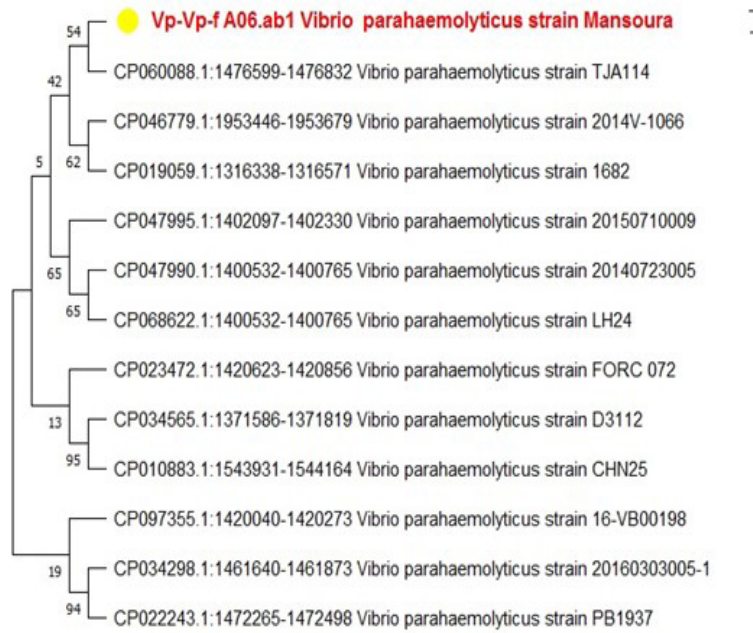 Vp-Vp-f A06.ab1 Vibrio parahaemolyticus strain Mansoura
54
CP060088.1:1476599-1476832 Vibrio parahaemolyticus strain TJA114
42
CP046779.1:1953446-1953679 Vibrio parahaemolyticus strain 2014V-1066
62
5
CP019059.1:1316338-1316571 Vibrio parahaemolyticus strain 1682
CP047995.1:1402097-1402330 Vibrio parahaemolyticus strain 20150710009
65
CP047990.1:1400532-1400765 Vibrio parahaemolyticus strain 20140723005
65
CP068622.1:1400532-1400765 Vibrio parahaemolyticus strain LH24
CP023472.1:1420623-1420856 Vibrio parahaemolyticus strain FORC 072
13
CP034565.1:1371586-1371819 Vibrio parahaemolyticus strain D3112
95
CP010883.1:1543931-1544164 Vibrio parahaemolyticus strain CHN25
CP097355.1:1420040-1420273 Vibrio parahaemolyticus strain 16-VB00198
19
CP034298.1:1461640-1461873 Vibrio parahaemolyticus strain 20160303005-1
94
CP022243.1:1472265-1472498 Vibrio parahaemolyticus strain PB1937